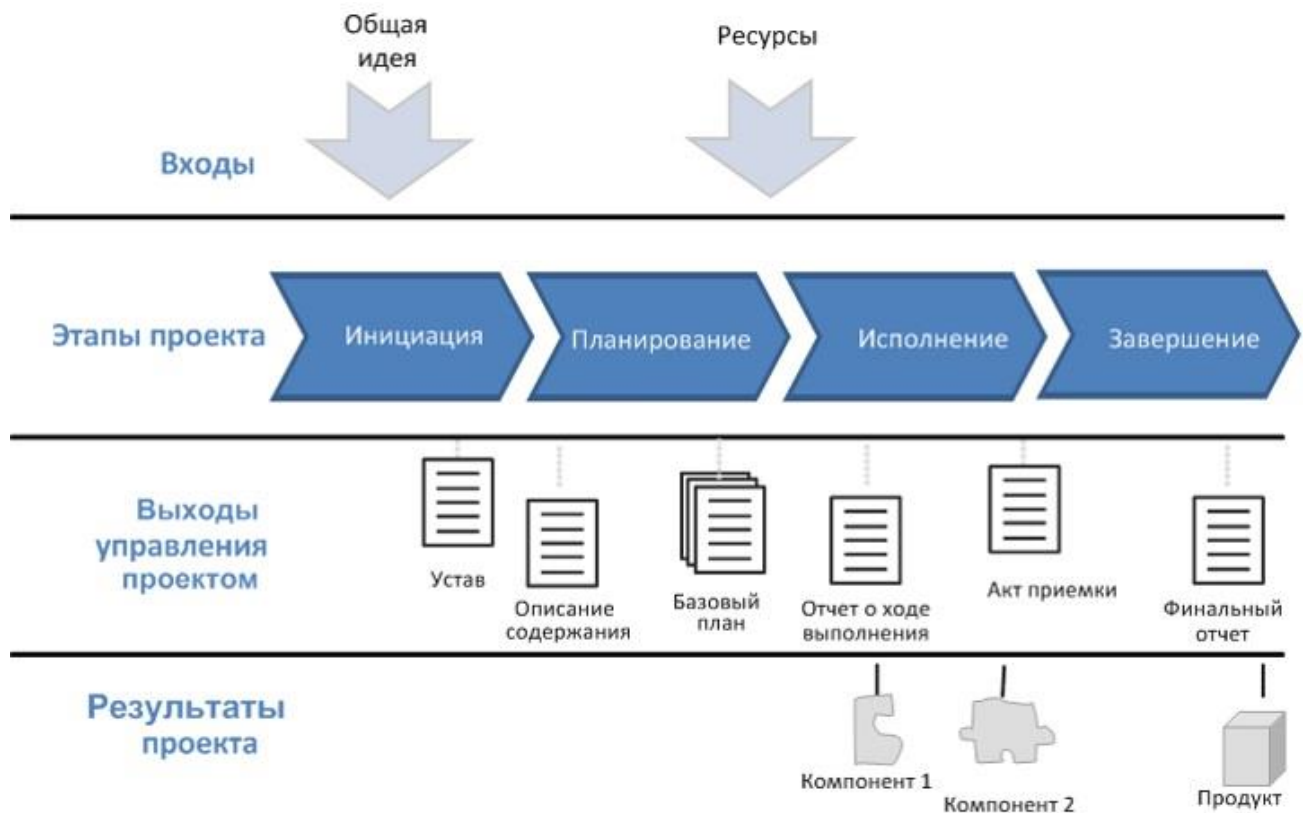 Общая
идея
Ресурсы
Входы
Этапы проекта
Инициация
Планирование
Исполнение
Завершение
Выходы
управления
проектом
Устав
Описание
содержания
Базовый
план
Отчет о ходе
выполнения
Акт приемки
Финальный
отчет
Результаты
проекта
Компонент 1
Компонент 2
Продукт